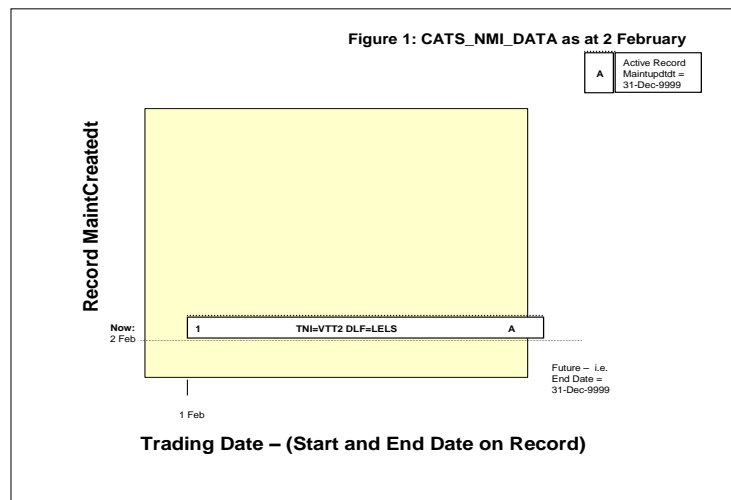 Figure 1: CATS_NMI_DATA as at 2 February
A
Active Record
Maintupdtdt =
31-Dec-9999
Record MaintCreatedt
Now:
2 Feb
1 TNI=VTT2 DLF=LELS A
Future – i.e.
End Date =
31-Dec-9999
1 Feb
Trading Date – (Start and End Date on Record)